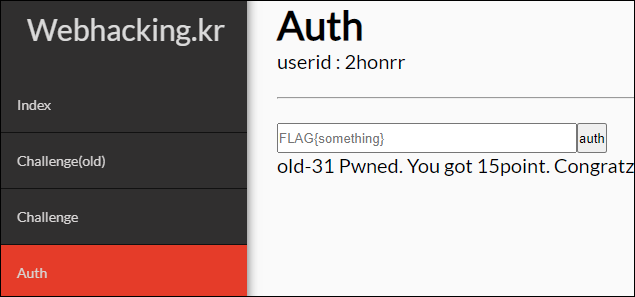 Webhacking.kr
Index
Challenge(old)
Challenge
Auth
Auth
userid : 2honrr
FLAG{something}
auth
old-31 Pwned. You got 15point. Congratz